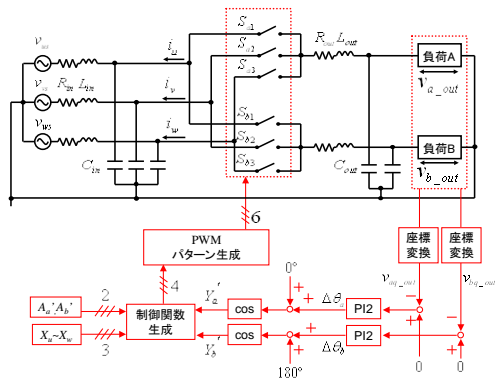 v_us
v_vs
v_ws
R_in L_in
C_in
i_u
i_v
i_w
S_a1
S_a2
S_a3
S_b1
S_b2
S_b3
R_out L_out
C_out
負荷A
v_a_out
負荷B
v_b_out
6
PWM
パターン生成
座標
変換
座標
変換
v_aq_out
v_bq_out
4
0°
Y_a'
cos
+
+
Δθ_a
PI2
−
+
A_a' A_b'
2
制御関数
生成
X_u~X_w
3
Y_b'
cos
+
+
Δθ_b
PI2
−
+
180°
0
0